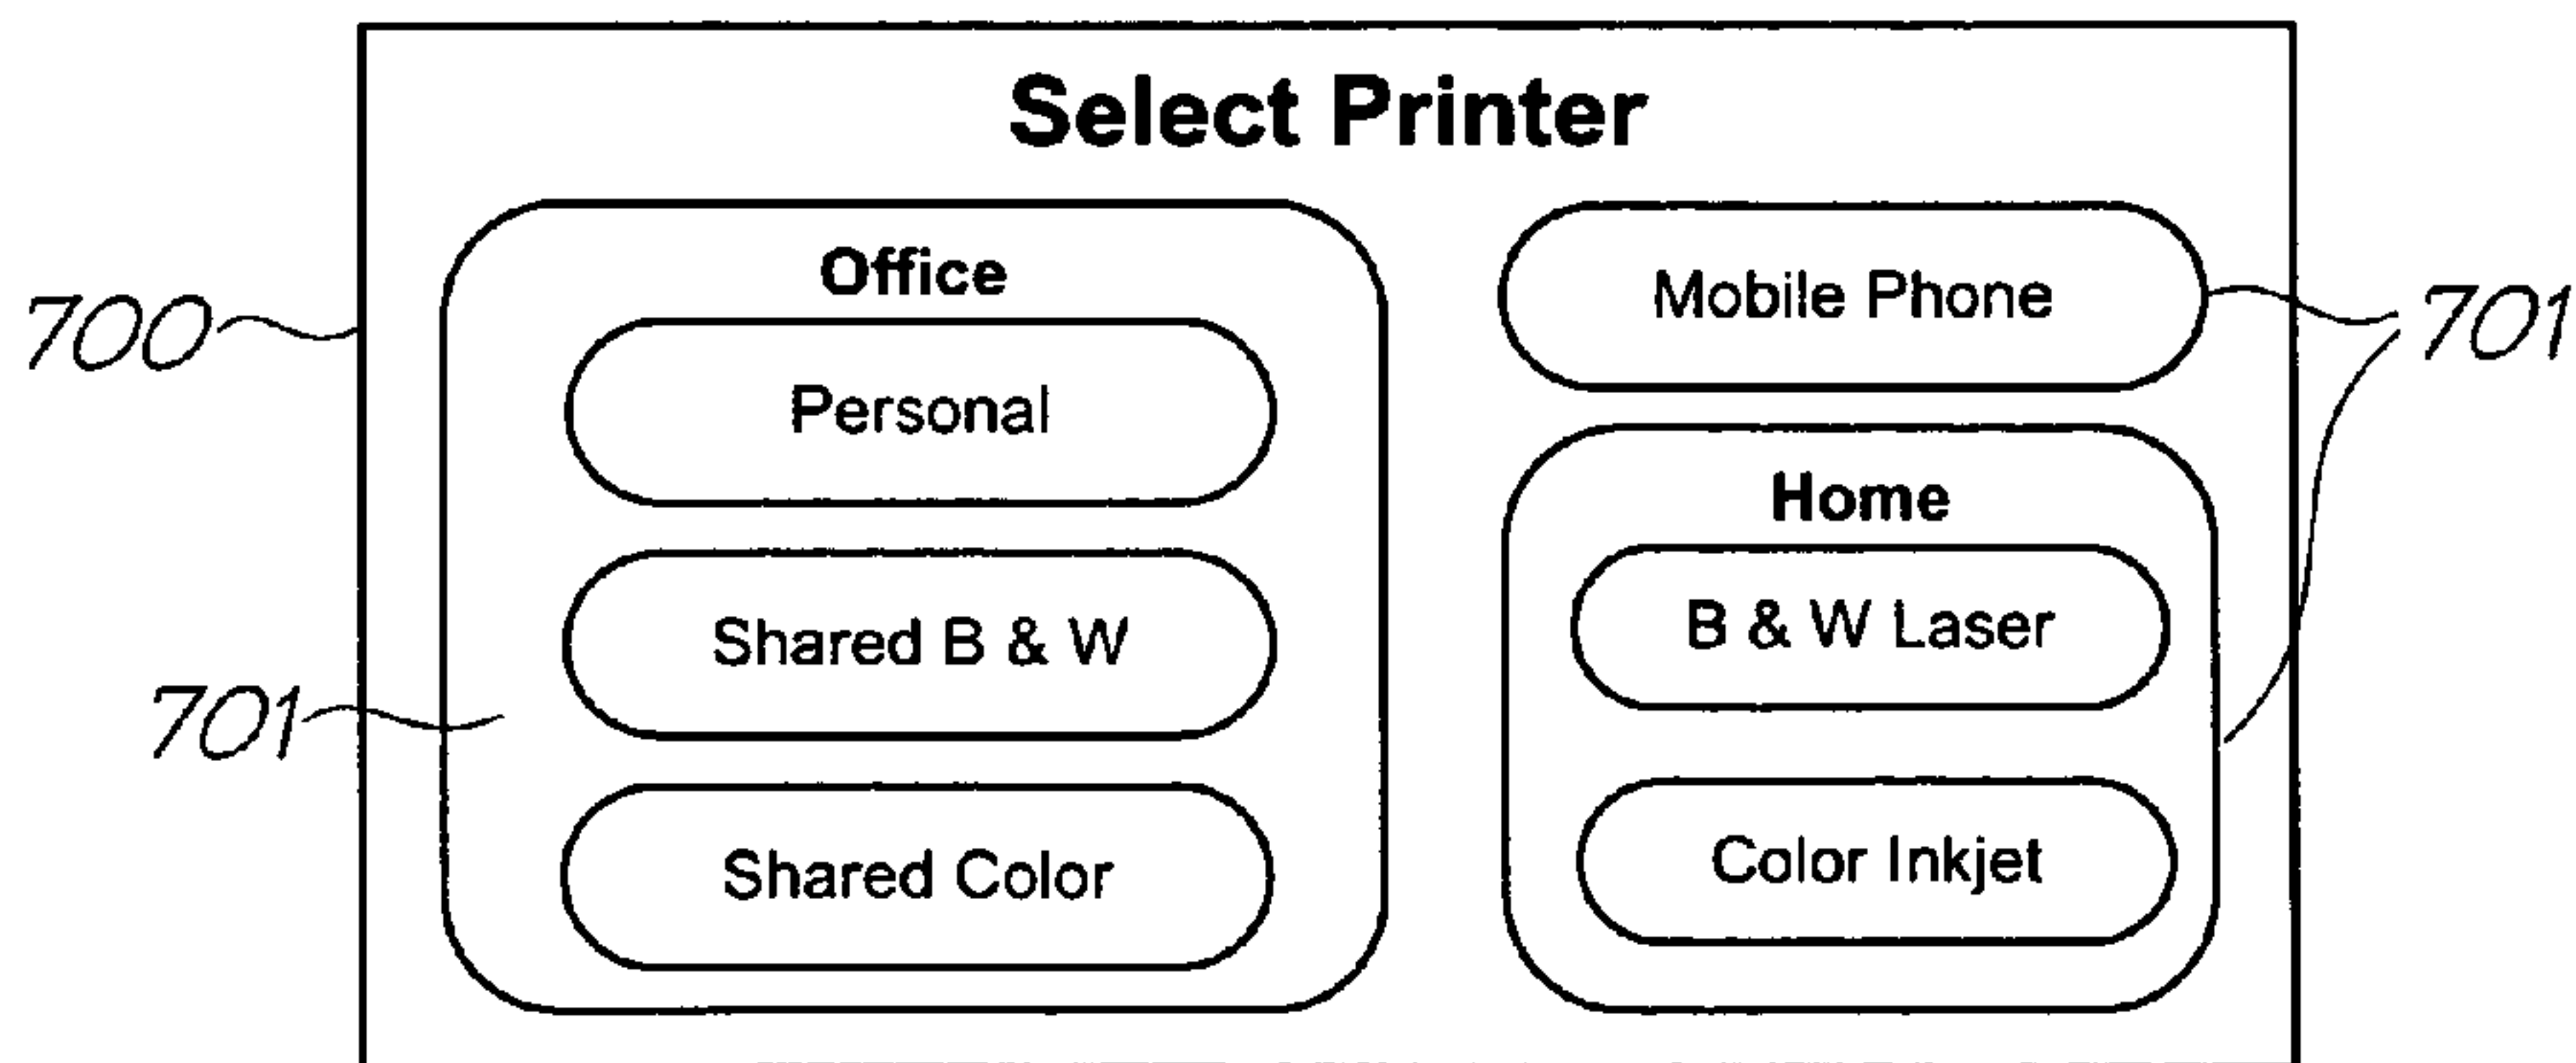 Select Printer
Office
Personal
Shared B & W
Shared Color
Mobile Phone
Home
B & W Laser
Color Inkjet
700
701
701